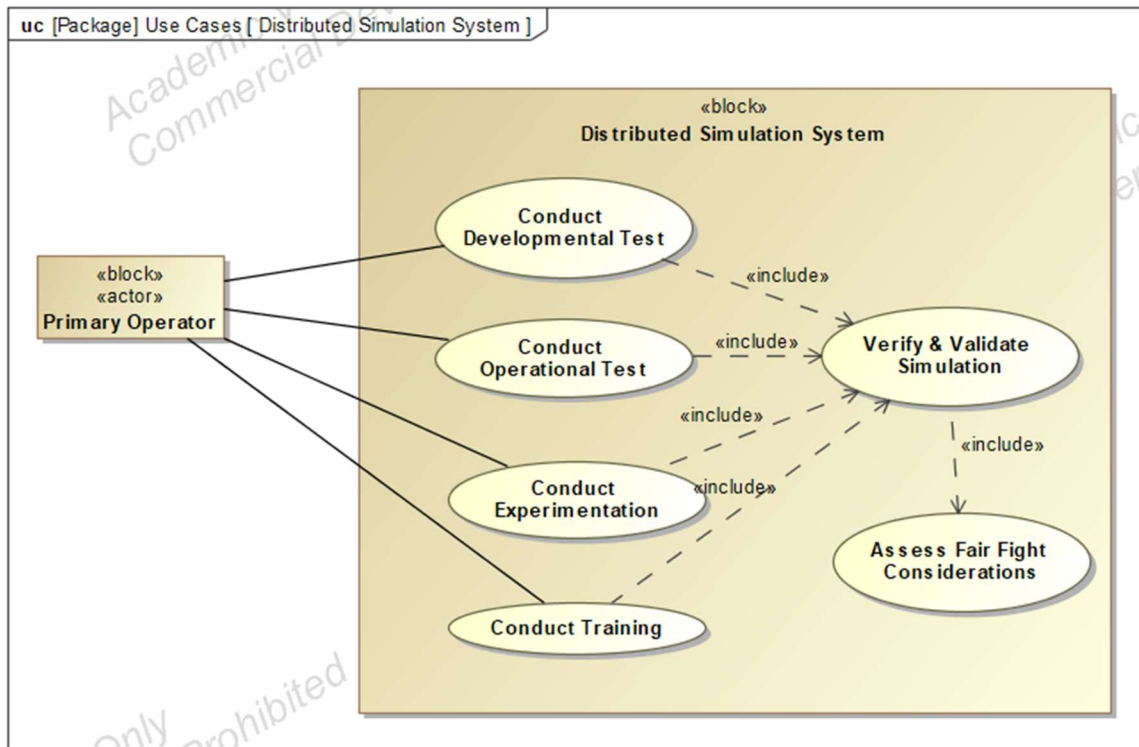 uc [Package] Use Cases [ Distributed Simulation System ]
Academic
Commercial Dev
«block»
Distributed Simulation System
Conduct
Developmental Test
«block»
«actor»
Primary Operator
«include»
Conduct
Operational Test
«include»
Verify & Validate
Simulation
«include»
«include»
Conduct
Experimentation
«include»
Assess Fair Fight
Considerations
Conduct Training
Only
Prohibited